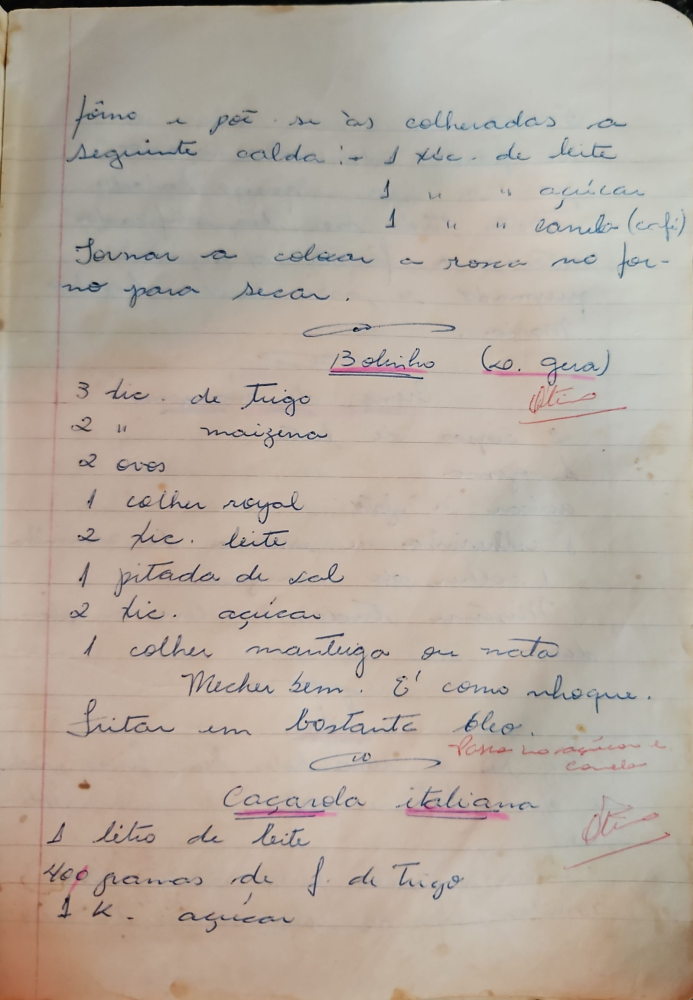 fôrno e põe se às colheradas a
seguinte calda :- 1 xíc. de leite
1 " " açúcar
1 " " canela (café)
Tornar a colocar a rosca no for-
no para secar.
Bolinho (D. Gera)
Ótimo
3 xic. de trigo
2 " maizena
2 ovos
1 colher royal
2 xic. leite
1 pitada de sal
2 xic. açúcar
1 colher manteiga ou nata
Mecher bem. É como nhoque.
Fritar em bastante óleo.
Passa no açúcar e
canela
Caçarola italiana
Ótimo
1 litro de leite
400 gramas de f. de trigo
1 K. açúcar